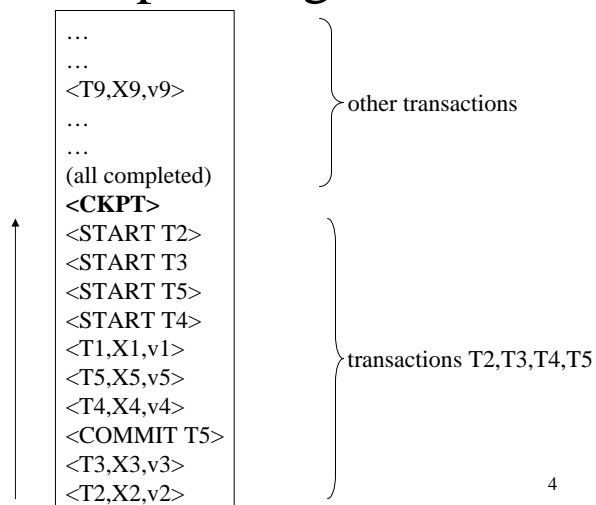 …
…
<T9,X9,v9>
other transactions
…
…
(all completed)
<CKPT>
<START T2>
<START T3
<START T5>
<START T4>
<T1,X1,v1>
transactions T2,T3,T4,T5
<T5,X5,v5>
<T4,X4,v4>
<COMMIT T5>
<T3,X3,v3>
<T2,X2,v2>
4